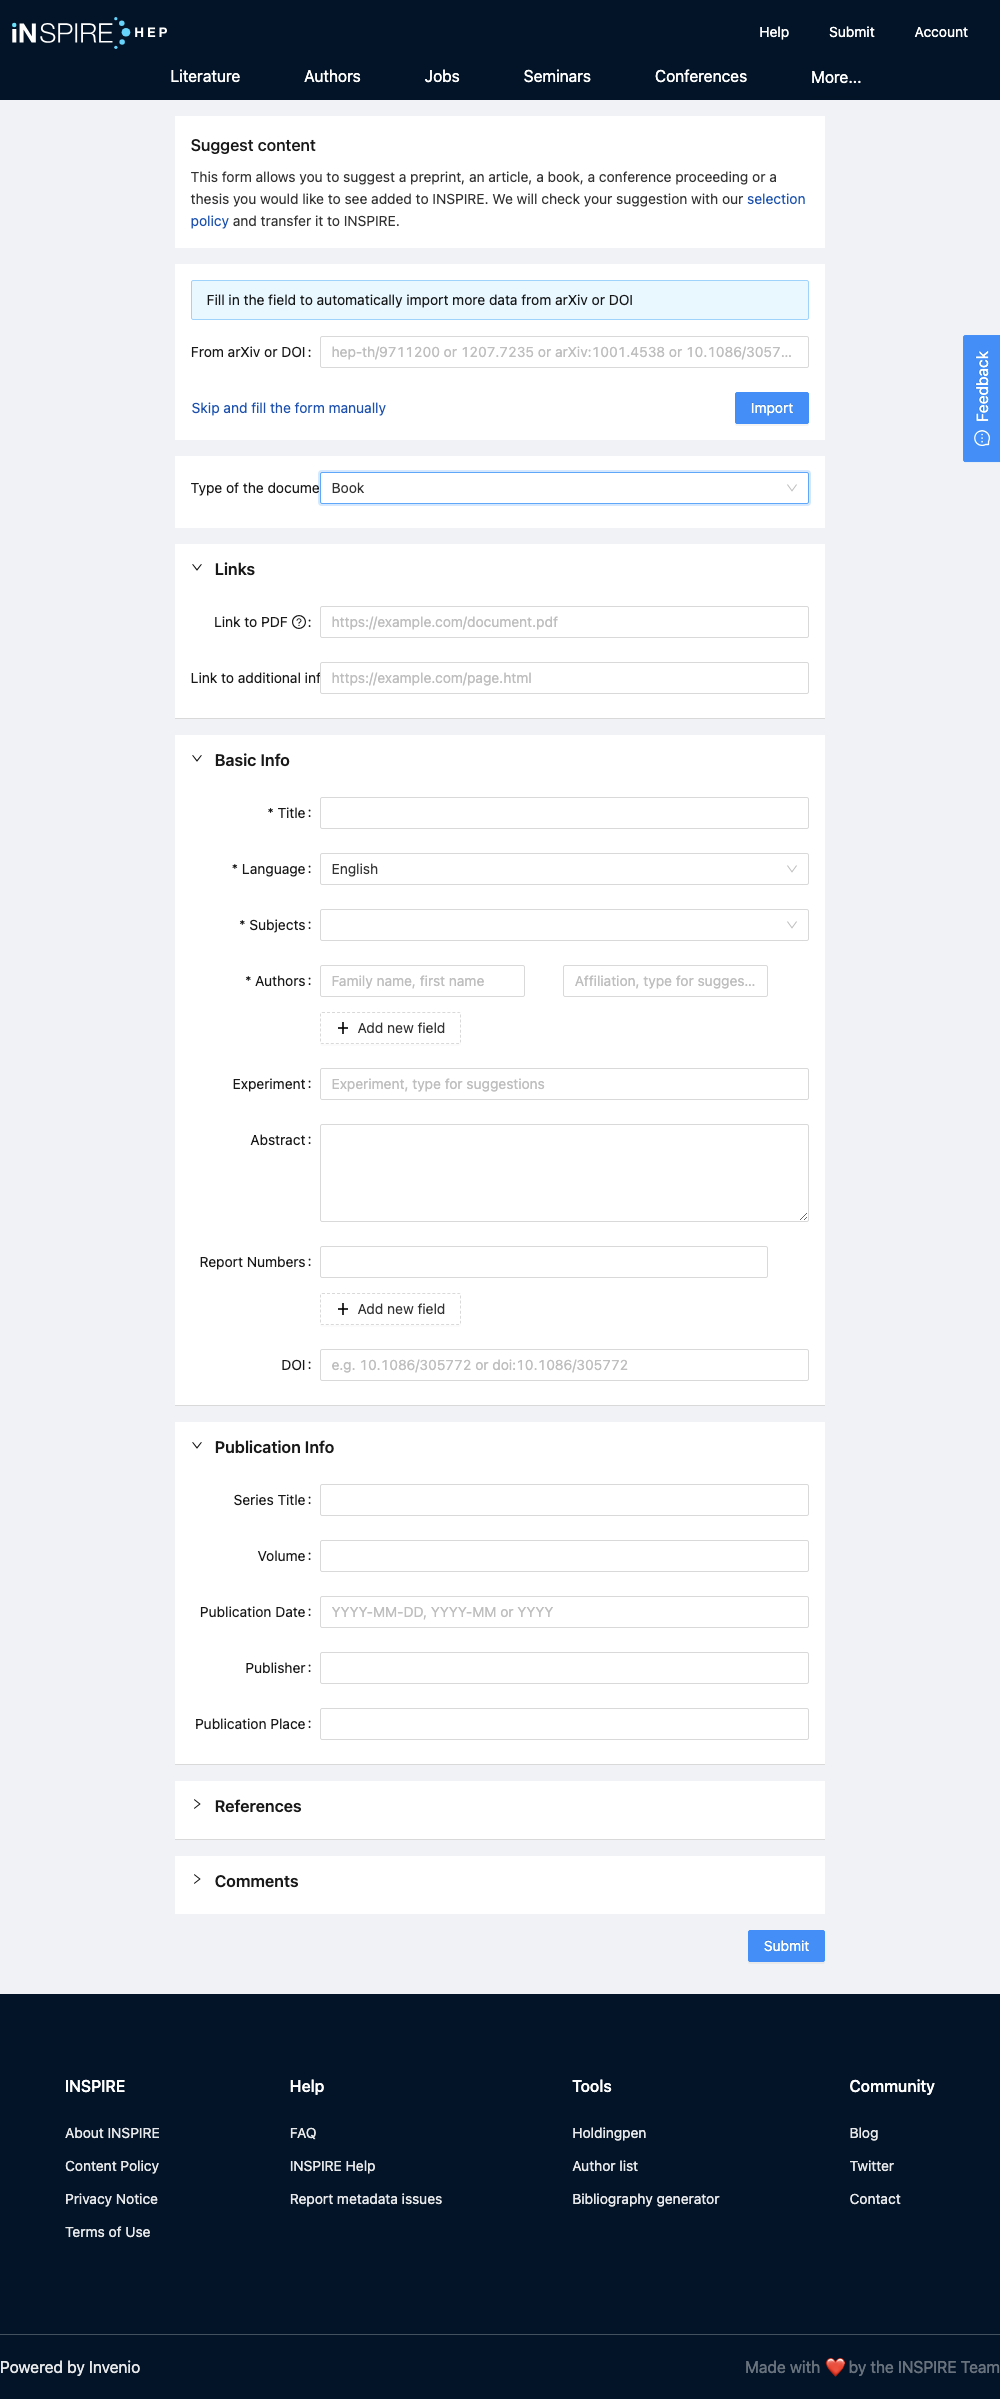 iNSPIRE HEP
Help
Submit
Account
Literature
Authors
Jobs
Seminars
Conferences
More...
Suggest content
This form allows you to suggest a preprint, an article, a book, a conference proceeding or a
thesis you would like to see added to INSPIRE. We will check your suggestion with our selection
policy and transfer it to INSPIRE.
Fill in the field to automatically import more data from arXiv or DOI
From arXiv or DOI: hep-th/9711200 or 1207.7235 or arXiv:1001.4538 or 10.1086/3057...
Skip and fill the form manually
Import
Feedback
Type of the docume Book
Links
Link to PDF : https://example.com/document.pdf
Link to additional inf https://example.com/page.html
Basic Info
* Title:
* Language: English
* Subjects:
* Authors: Family name, first name Affiliation, type for sugges...
+ Add new field
Experiment: Experiment, type for suggestions
Abstract:
Report Numbers:
+ Add new field
DOI: e.g. 10.1086/305772 or doi:10.1086/305772
Publication Info
Series Title:
Volume:
Publication Date: YYYY-MM-DD, YYYY-MM or YYYY
Publisher:
Publication Place:
References
Comments
Submit
INSPIRE
About INSPIRE
Content Policy
Privacy Notice
Terms of Use
Help
FAQ
INSPIRE Help
Report metadata issues
Tools
Holdingpen
Author list
Bibliography generator
Community
Blog
Twitter
Contact
Powered by Invenio
Made with ❤️ by the INSPIRE Team